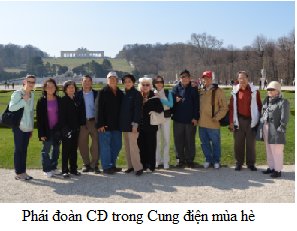 Phái đoàn CĐ trong Cung điện mùa hè